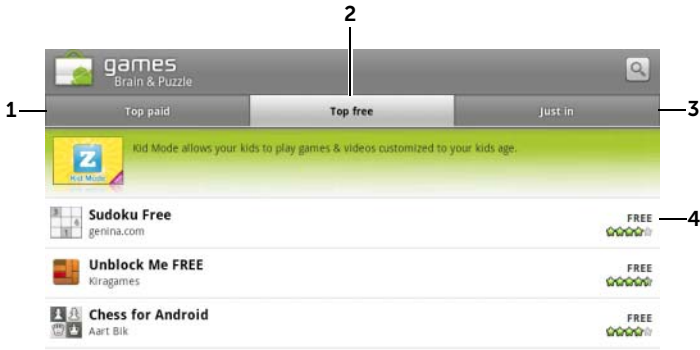 2
games
Brain & Puzzle
1
Top paid
Top free
Just in
3
Z
Kid Mode
Kid Mode allows your kids to play games & videos customized to your kids age.
Sudoku Free
FREE
4
genina.com
Unblock Me FREE
FREE
Kiragames
Chess for Android
FREE
Aart Bik